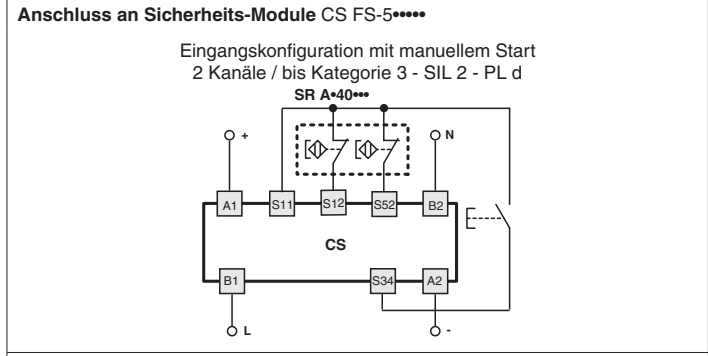 Anschluss an Sicherheits-Module CS FS-5•••••
Eingangskonfiguration mit manuellem Start
2 Kanäle / bis Kategorie 3 - SIL 2 - PL d
SR A•40•••
+
N
A1
S11
S12
S52
B2
CS
B1
S34
A2
L
-